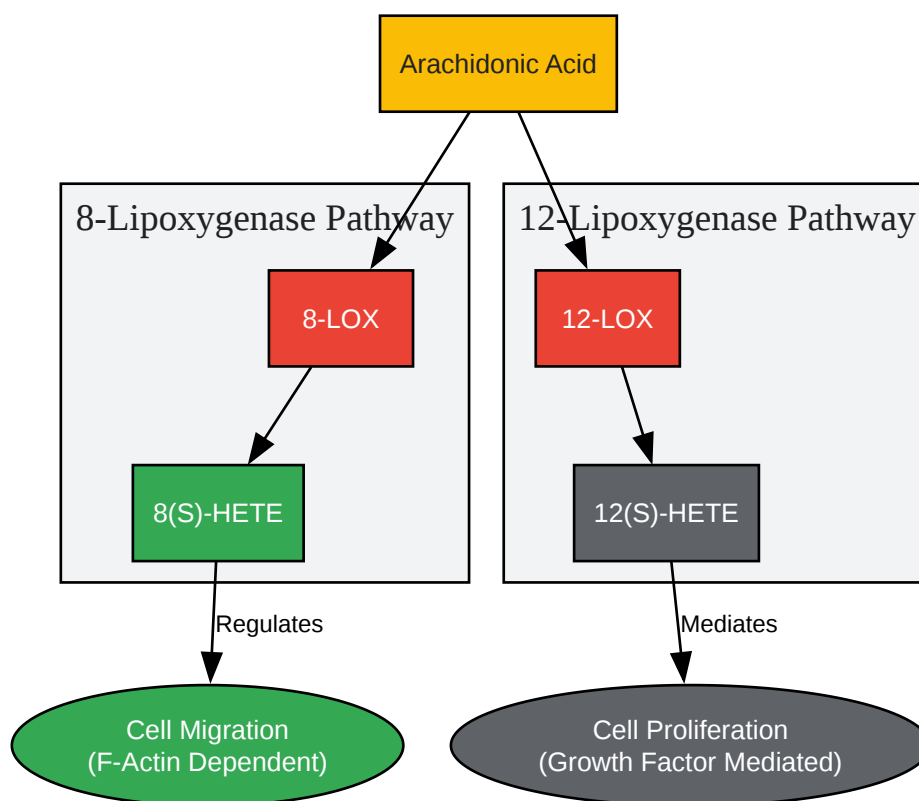 Arachidonic Acid
8-Lipoxygenase Pathway
12-Lipoxygenase Pathway
8-LOX
12-LOX
8(S)-HETE
12(S)-HETE
Regulates
Mediates
Cell Migration
(F-Actin Dependent)
Cell Proliferation
(Growth Factor Mediated)